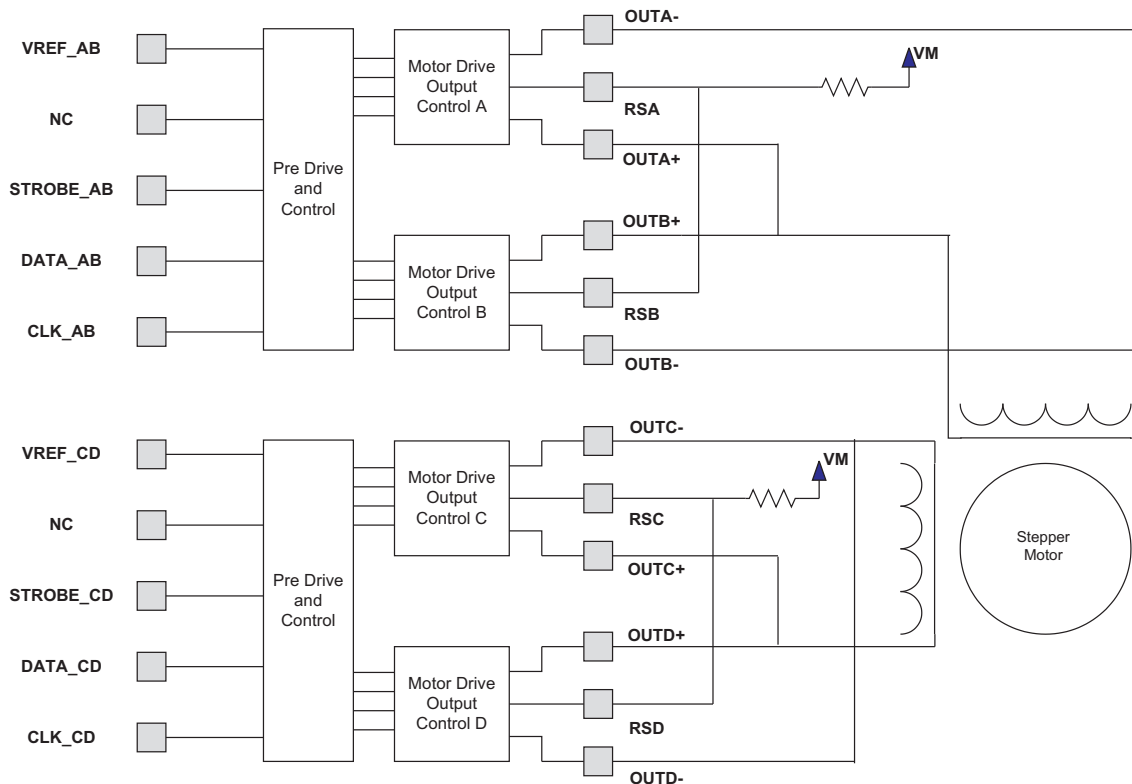 VREF_AB
NC
STROBE_AB
DATA_AB
CLK_AB
Pre Drive
and
Control
Motor Drive
Output
Control A
Motor Drive
Output
Control B
OUTA-
RSA
OUTA+
OUTB+
RSB
OUTB-
VM
VREF_CD
NC
STROBE_CD
DATA_CD
CLK_CD
Pre Drive
and
Control
Motor Drive
Output
Control C
Motor Drive
Output
Control D
OUTC-
RSC
OUTC+
OUTD+
RSD
OUTD-
VM
Stepper
Motor